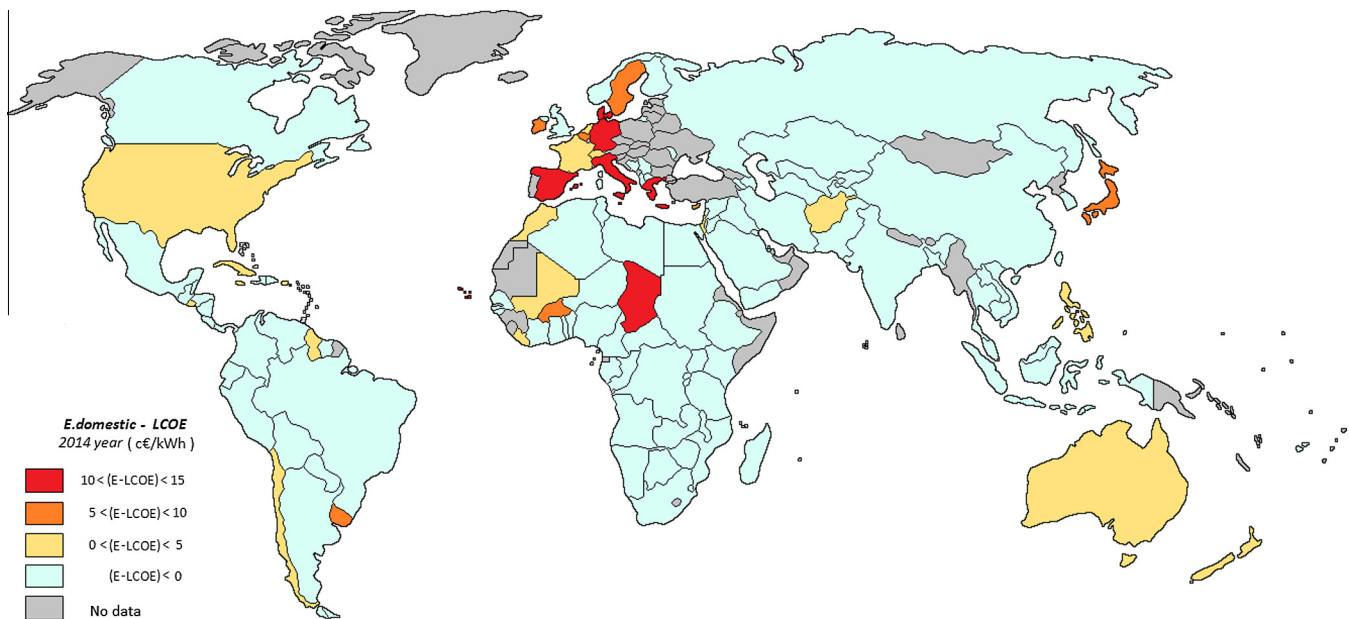 E.domestic - LCOE
2014 year ( c€/kWh )
10 < (E-LCOE) < 15
5 < (E-LCOE) < 10
0 < (E-LCOE) < 5
(E-LCOE) < 0
No data